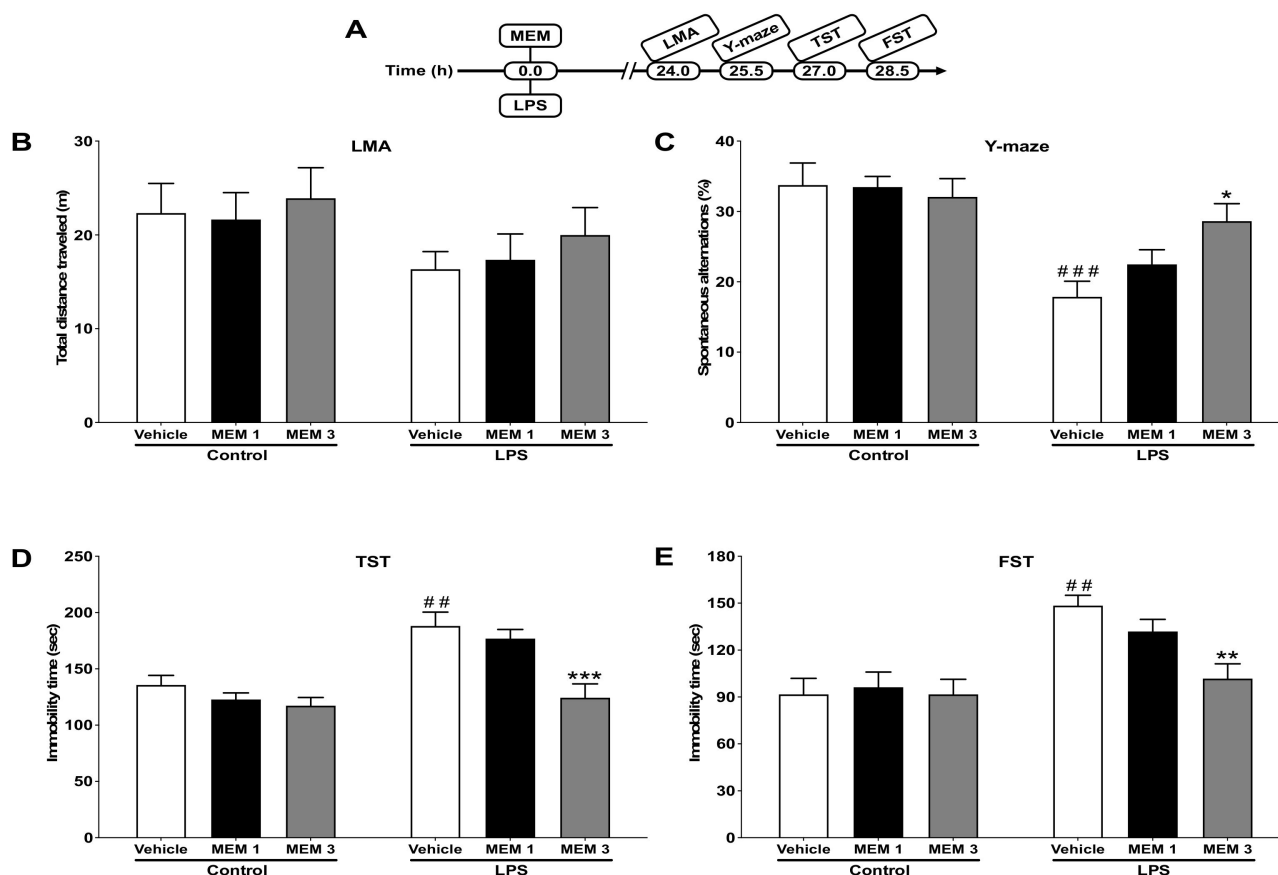 A
MEM
LMA
Y-maze
TST
FST
Time (h)
0.0
24.0
25.5
27.0
28.5
LPS
B
LMA
Total distance traveled (m)
30
20
10
0
Vehicle MEM 1 MEM 3 Vehicle MEM 1 MEM 3
Control LPS
C
Y-maze
Spontaneous alternations (%)
40
30
20
10
0
# # #
*
Vehicle MEM 1 MEM 3 Vehicle MEM 1 MEM 3
Control LPS
D
TST
Immobility time (sec)
250
200
150
100
50
0
# #
***
Vehicle MEM 1 MEM 3 Vehicle MEM 1 MEM 3
Control LPS
E
FST
Immobility time (sec)
180
150
120
90
60
30
0
# #
**
Vehicle MEM 1 MEM 3 Vehicle MEM 1 MEM 3
Control LPS